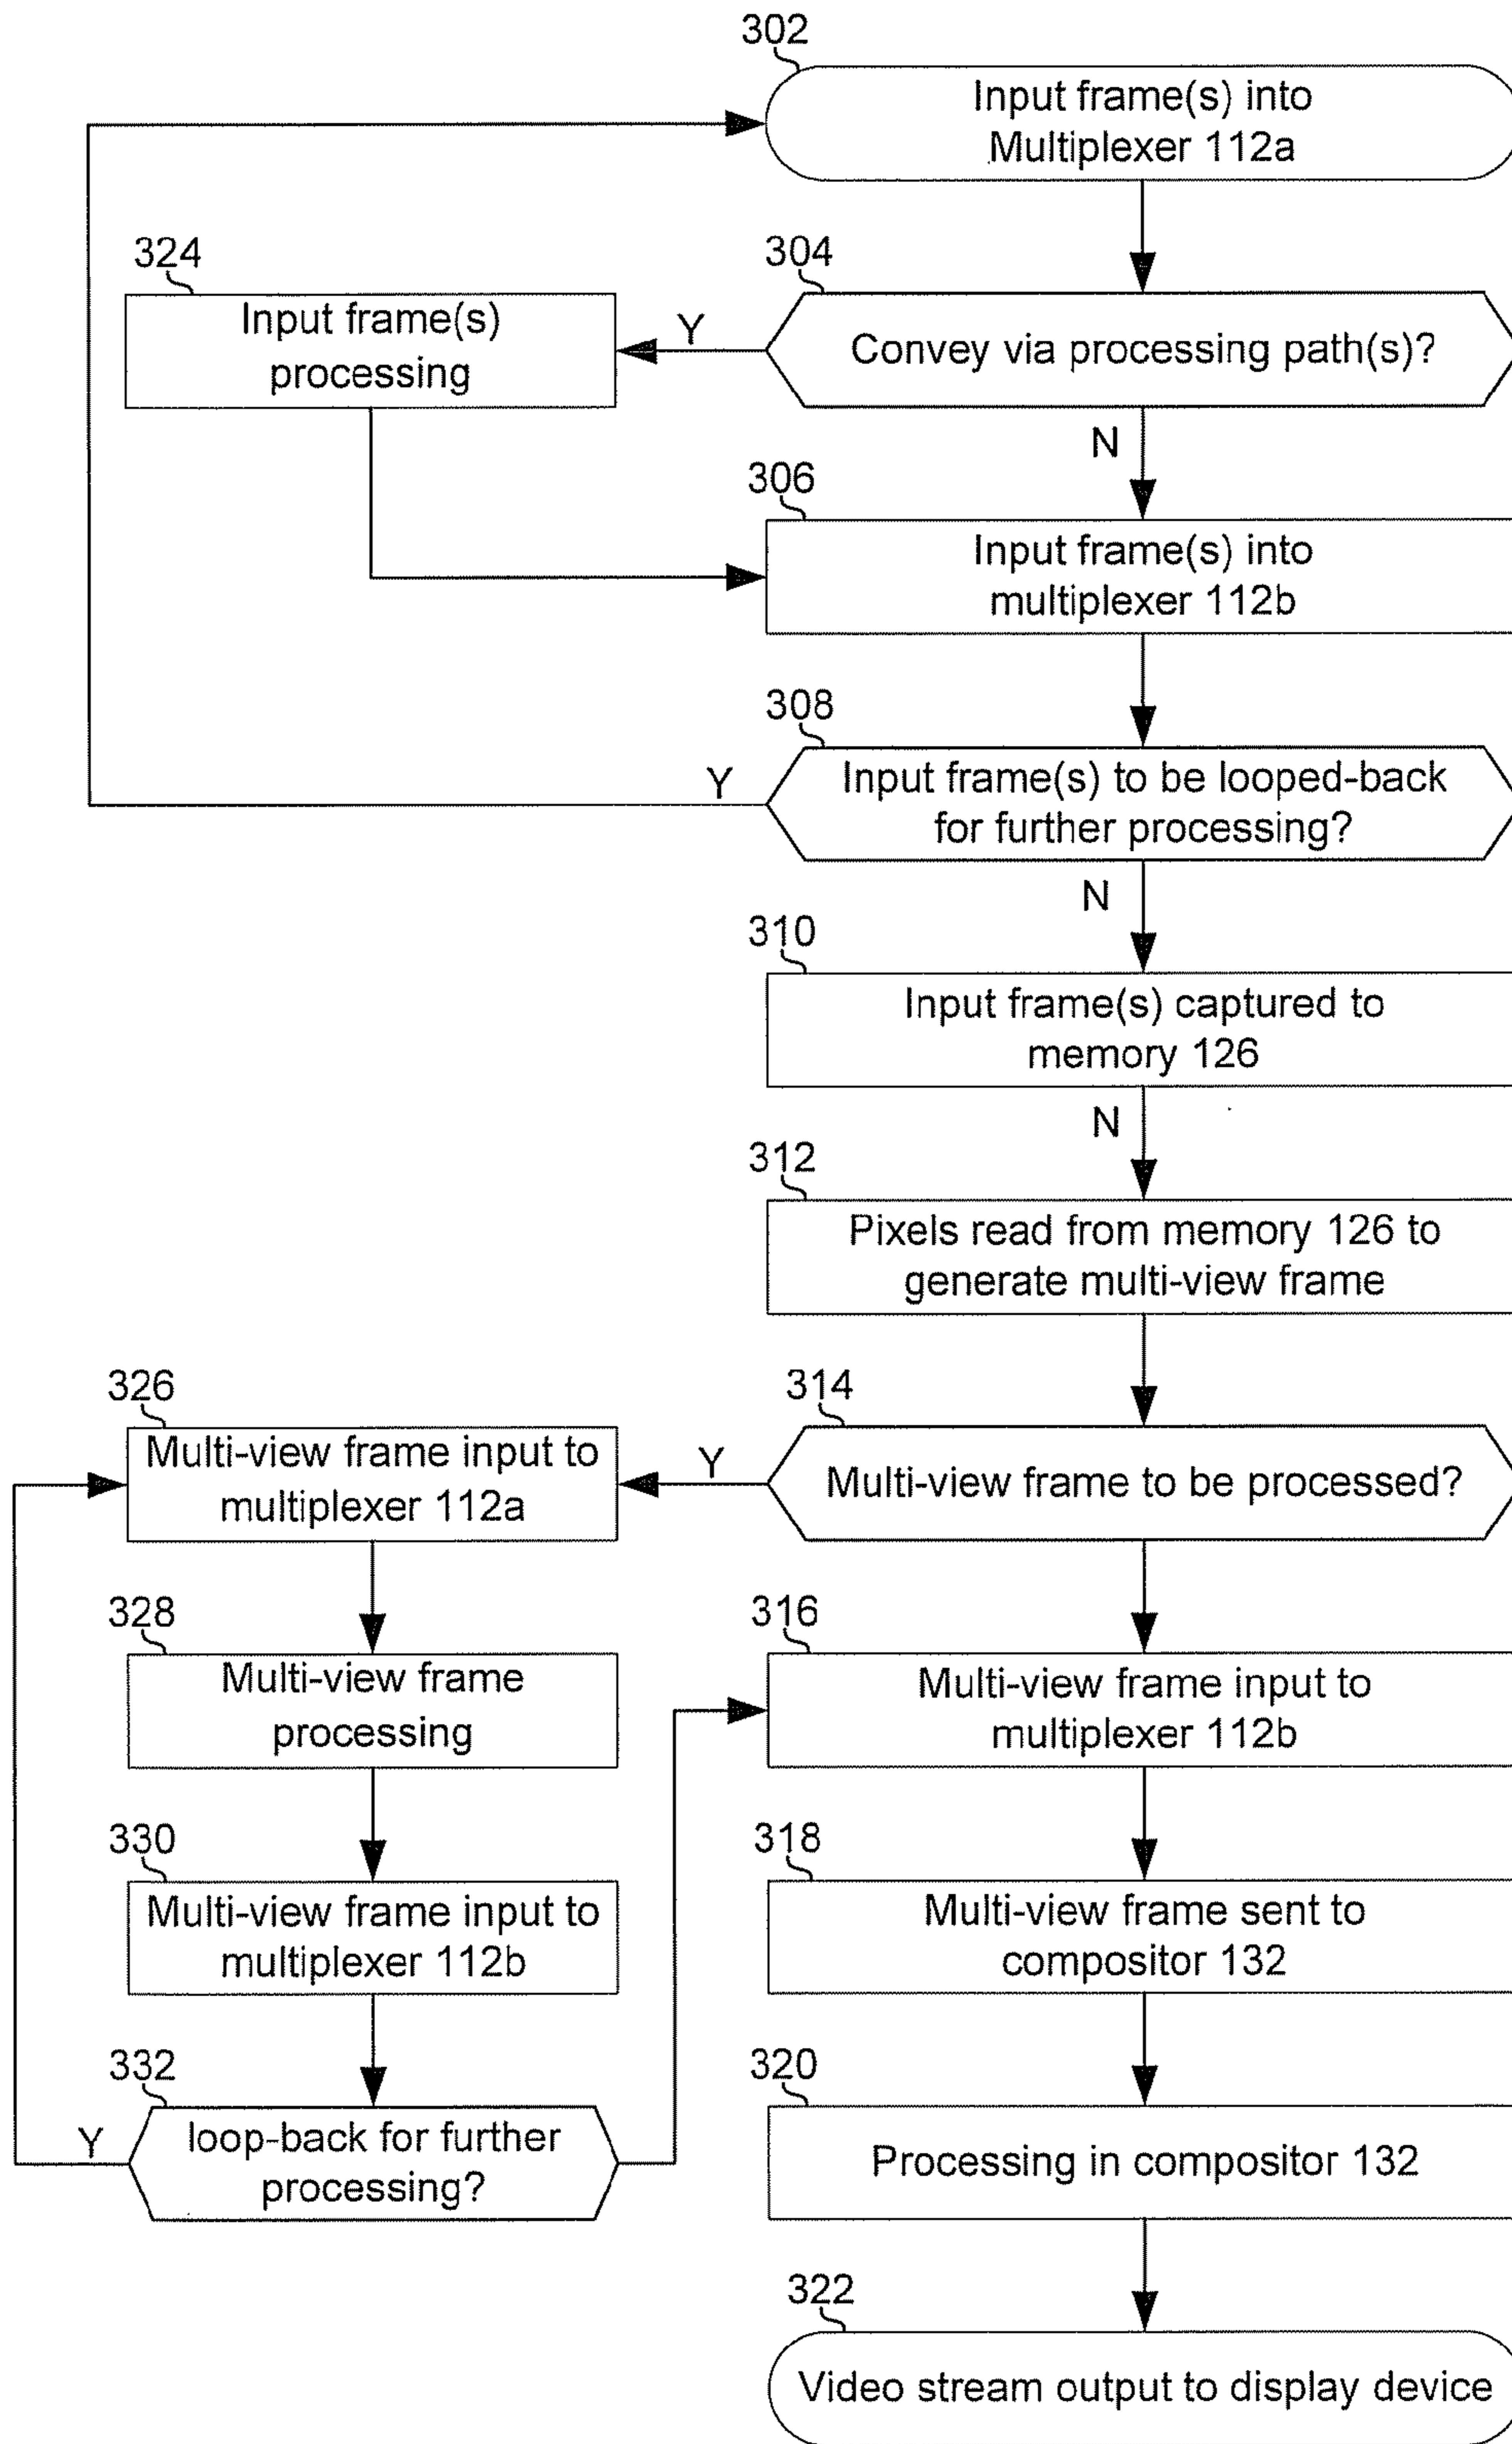 302
Input frame(s) into
Multiplexer 112a
324
Input frame(s)
processing
Y
304
Convey via processing path(s)?
N
306
Input frame(s) into
multiplexer 112b
308
Y
Input frame(s) to be looped-back
for further processing?
N
310
Input frame(s) captured to
memory 126
N
312
Pixels read from memory 126 to
generate multi-view frame
314
Multi-view frame to be processed?
Y
326
Multi-view frame input to
multiplexer 112a
328
Multi-view frame
processing
330
Multi-view frame input to
multiplexer 112b
332
Y
loop-back for further
processing?
316
Multi-view frame input to
multiplexer 112b
318
Multi-view frame sent to
compositor 132
320
Processing in compositor 132
322
Video stream output to display device